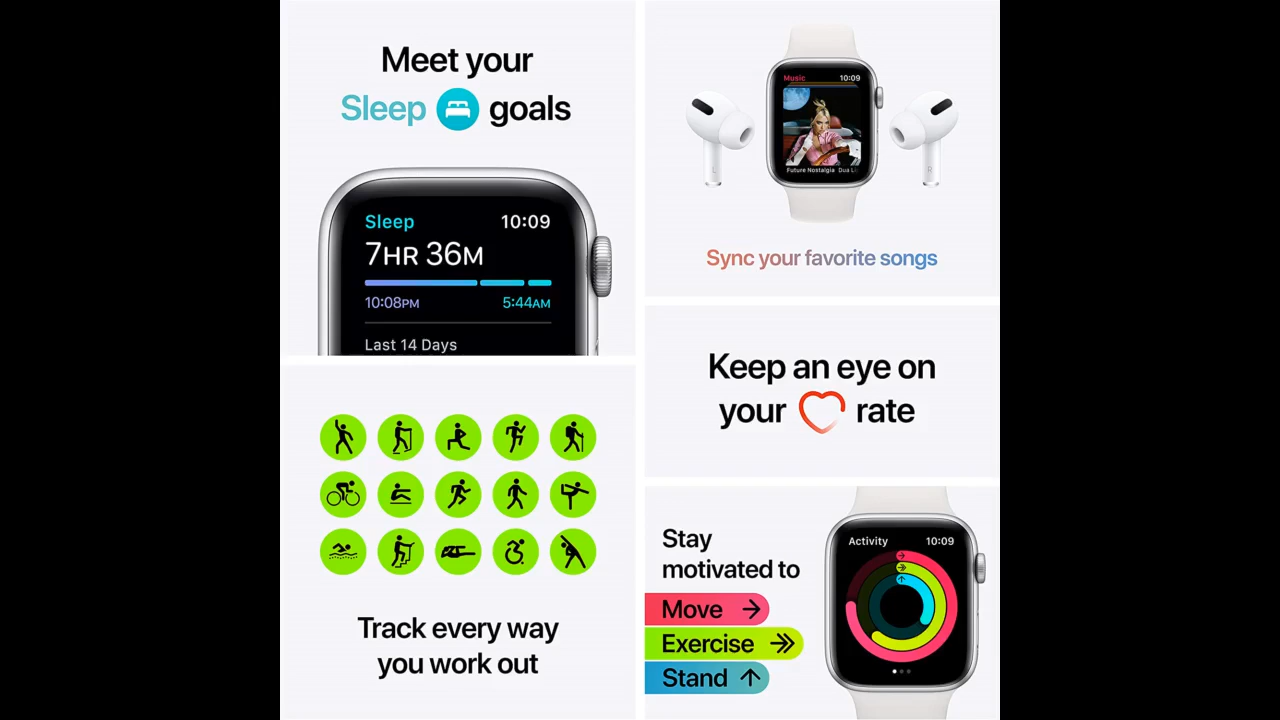 Meet your
Sleep goals
Sleep 10:09
7HR 36M
10:08PM 5:44AM
Last 14 Days
Track every way
you work out
Music 10:09
Future Nostalgia Dua Li
L R
Sync your favorite songs
Keep an eye on
your rate
Stay
motivated to
Move
Exercise
Stand
Activity 10:09